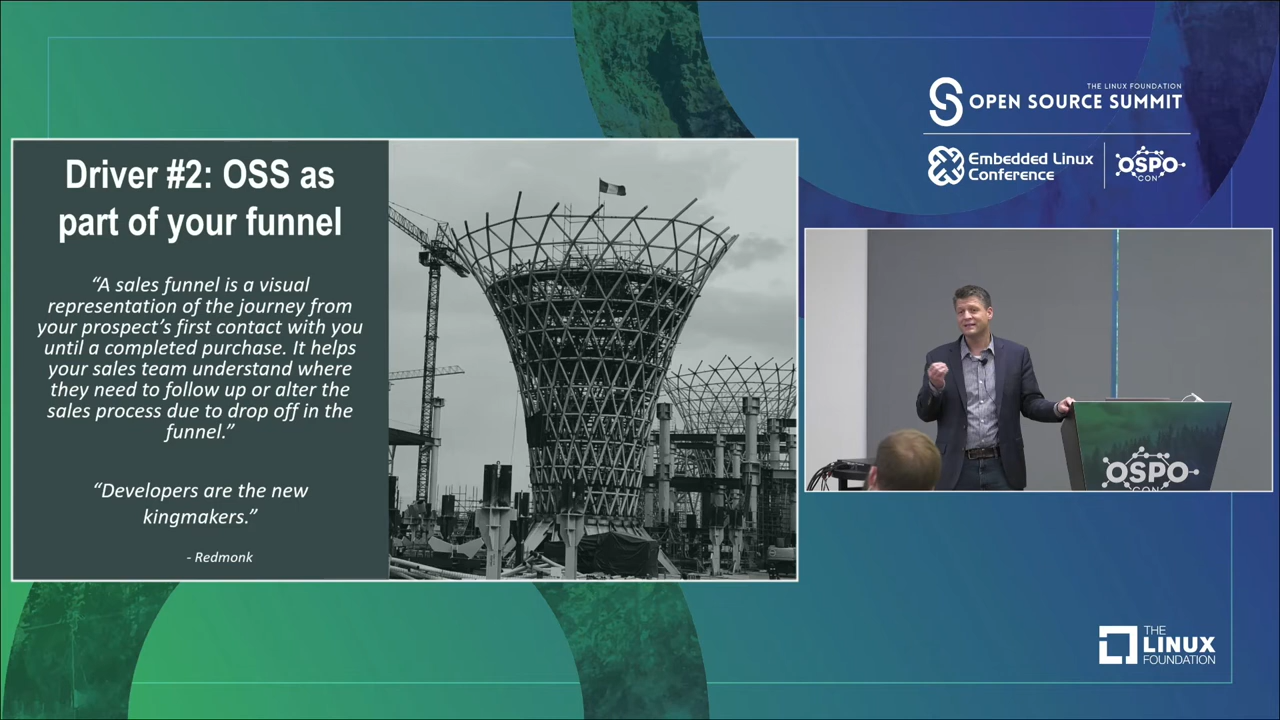 Driver #2: OSS as
part of your funnel
“A sales funnel is a visual
representation of the journey from
your prospect’s first contact with you
until a completed purchase. It helps
your sales team understand where
they need to follow up or alter the
sales process due to drop off in the
funnel.”
“Developers are the new
kingmakers.”
- Redmonk
THE LINUX FOUNDATION
OPEN SOURCE SUMMIT
Embedded Linux
Conference
OSPO
CON
OSPO
CON
THE
LINUX
FOUNDATION